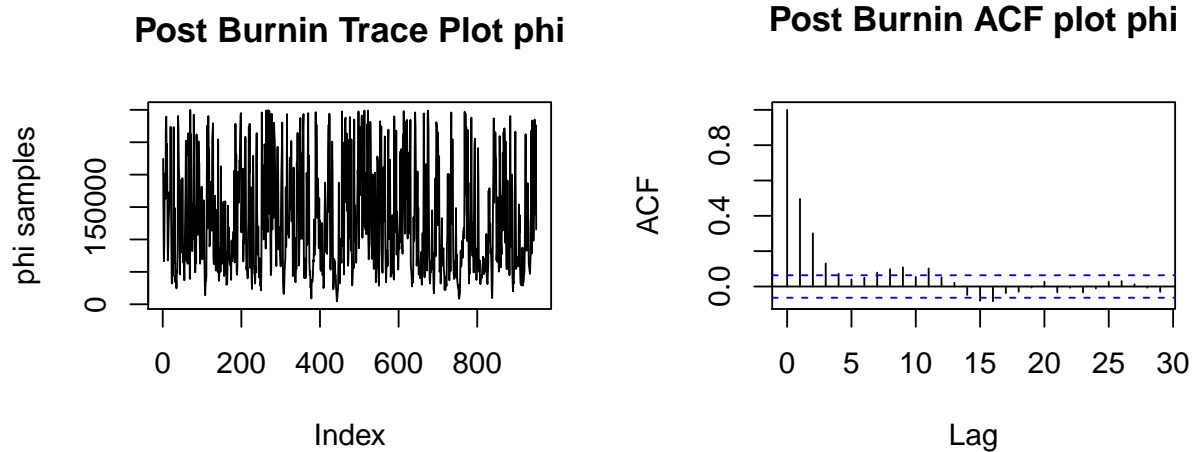 Post Burnin Trace Plot phi
phi samples
0
150000
0 200 400 600 800
Index
Post Burnin ACF plot phi
ACF
0.0 0.4 0.8
0 5 10 15 20 25 30
Lag